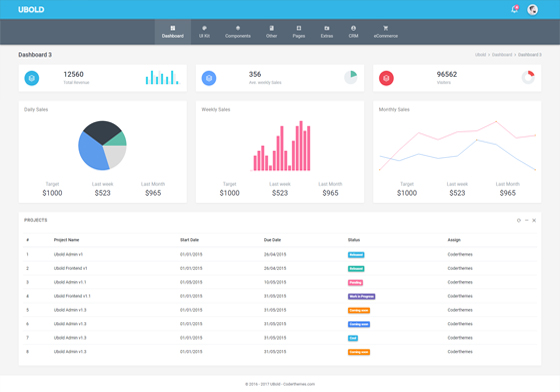 UBOLD
Dashboard UI Kit Components Other Pages Extras CRM eCommerce
Dashboard 3
Ubold > Dashboard > Dashboard 3
12560
Total Revenue
356
Ave. weekly Sales
96562
Visitors
Daily Sales
Target Last week Last Month
$1000 $523 $965
Weekly Sales
Target Last week Last Month
$1000 $523 $965
Monthly Sales
Target Last week Last Month
$1000 $523 $965
PROJECTS
# Project Name Start Date Due Date Status Assign
1 Ubold Admin v1 01/01/2015 26/04/2015 Released Coderthemes
2 Ubold Frontend v1 01/01/2015 26/04/2015 Released Coderthemes
3 Ubold Admin v1.1 01/05/2015 10/05/2015 Pending Coderthemes
4 Ubold Frontend v1.1 01/01/2015 31/05/2015 Work in Progress Coderthemes
5 Ubold Admin v1.3 01/01/2015 31/05/2015 Coming soon Coderthemes
6 Ubold Admin v1.3 01/01/2015 31/05/2015 Coming soon Coderthemes
7 Ubold Admin v1.3 01/01/2015 31/05/2015 Coderthemes
8 Ubold Admin v1.3 01/01/2015 31/05/2015 Coming soon Coderthemes
© 2016 - 2017 Ubold - Coderthemes.com